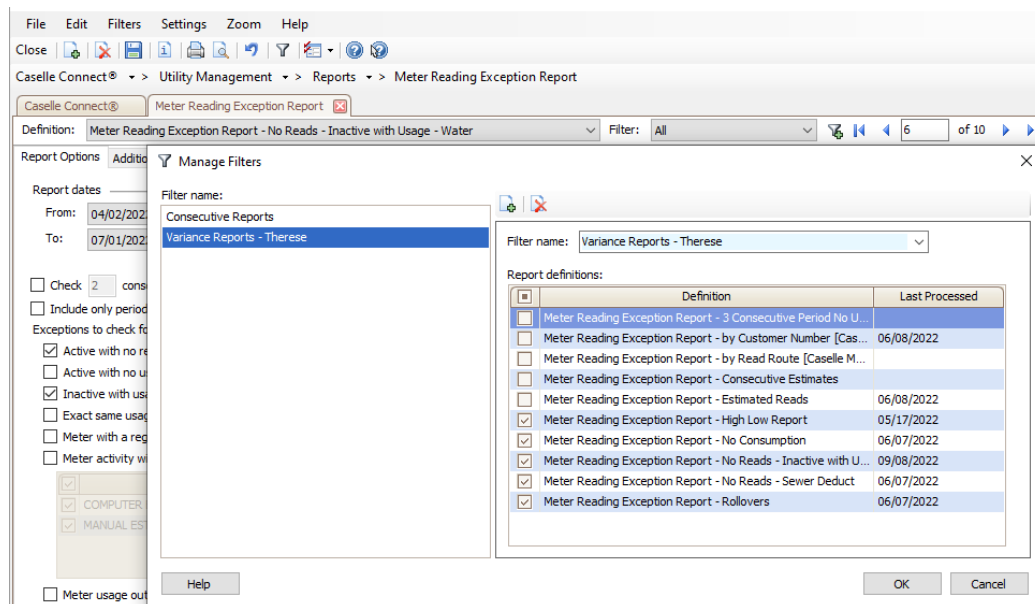 File Edit Filters Settings Zoom Help
Close
Caselle Connect® > Utility Management > Reports > Meter Reading Exception Report
Caselle Connect® Meter Reading Exception Report
Definition: Meter Reading Exception Report - No Reads - Inactive with Usage - Water Filter: All 6 of 10
Report Options Additio
Report dates
From: 04/02/202
To: 07/01/202
Check 2 cons
Include only period
Exceptions to check fo
Active with no re
Active with no u
Inactive with usa
Exact same usag
Meter with a reg
Meter activity wi
COMPUTER
MANUAL EST
Meter usage out
Manage Filters
Filter name:
Consecutive Reports
Variance Reports - Therese
Filter name: Variance Reports - Therese
Report definitions:
Definition Last Processed
Meter Reading Exception Report - 3 Consecutive Period No U...
Meter Reading Exception Report - by Customer Number [Cas... 06/08/2022
Meter Reading Exception Report - by Read Route [Caselle M...
Meter Reading Exception Report - Consecutive Estimates
Meter Reading Exception Report - Estimated Reads 06/08/2022
Meter Reading Exception Report - High Low Report 05/17/2022
Meter Reading Exception Report - No Consumption 06/07/2022
Meter Reading Exception Report - No Reads - Inactive with U... 09/08/2022
Meter Reading Exception Report - No Reads - Sewer Deduct 06/07/2022
Meter Reading Exception Report - Rollovers 06/07/2022
Help OK Cancel